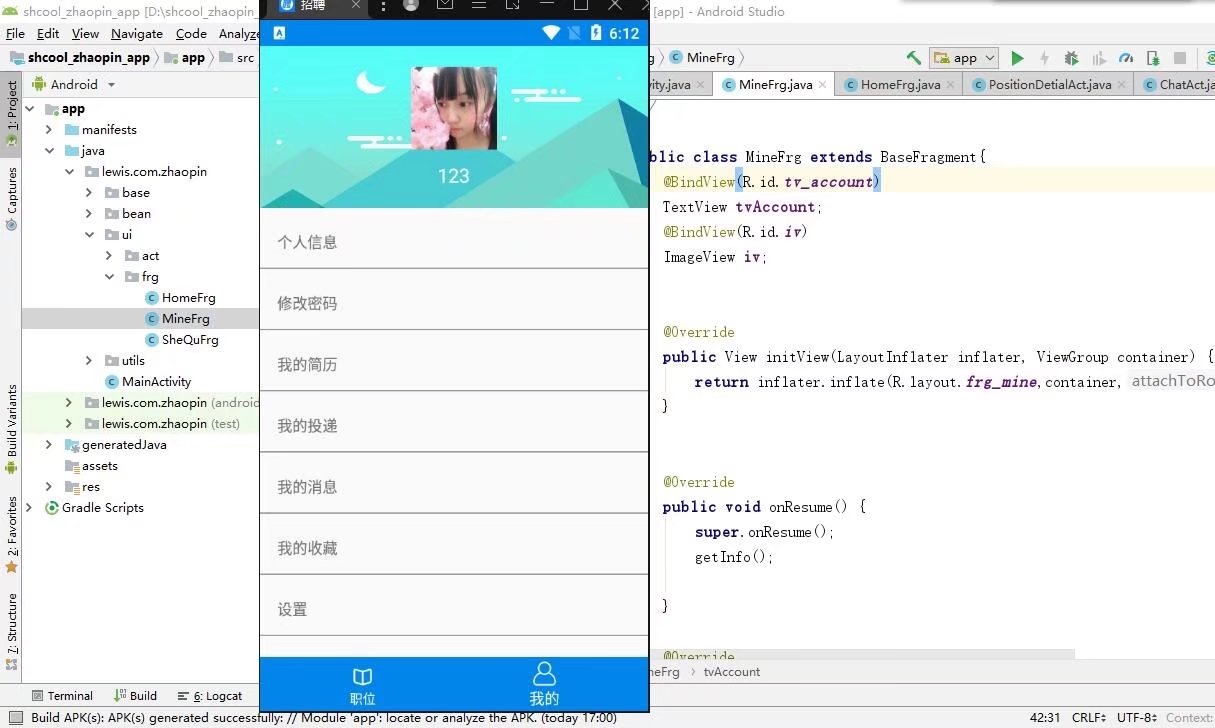 shcool_zhaopin_app [D:\shcool_zhaopin_
招聘
[app] - Android Studio
File Edit View Navigate Code Analyze
6:12
shcool_zhaopin_app app src
MineFrg app
Android
MineFrg.java HomeFrg.java PositionDetialAct.java ChatAct.ja
1: Project
Captures
Build Variants
2: Favorites
7: Structure
app
manifests
java
lewis.com.zhaopin
base
bean
ui
act
frg
HomeFrg
MineFrg
SheQuFrg
utils
MainActivity
lewis.com.zhaopin (android
lewis.com.zhaopin (test)
generatedJava
assets
res
Gradle Scripts
123
个人信息
修改密码
我的简历
我的投递
我的消息
我的收藏
设置
职位
我的
blic class MineFrg extends BaseFragment{
@BindView(R.id.tv_account)
TextView tvAccount;
@BindView(R.id.iv)
ImageView iv;
@Override
public View initView(LayoutInflater inflater, ViewGroup container) {
return inflater.inflate(R.layout.frg_mine,container, attachToRo
}
@Override
public void onResume() {
super.onResume();
getInfo();
}
@Override
neFrg › tvAccount
Terminal Build 6: Logcat
Build APK(s): APK(s) generated successfully: // Module 'app': locate or analyze the APK. (today 17:00)
42:31 CRLF÷ UTF-8÷ Context: